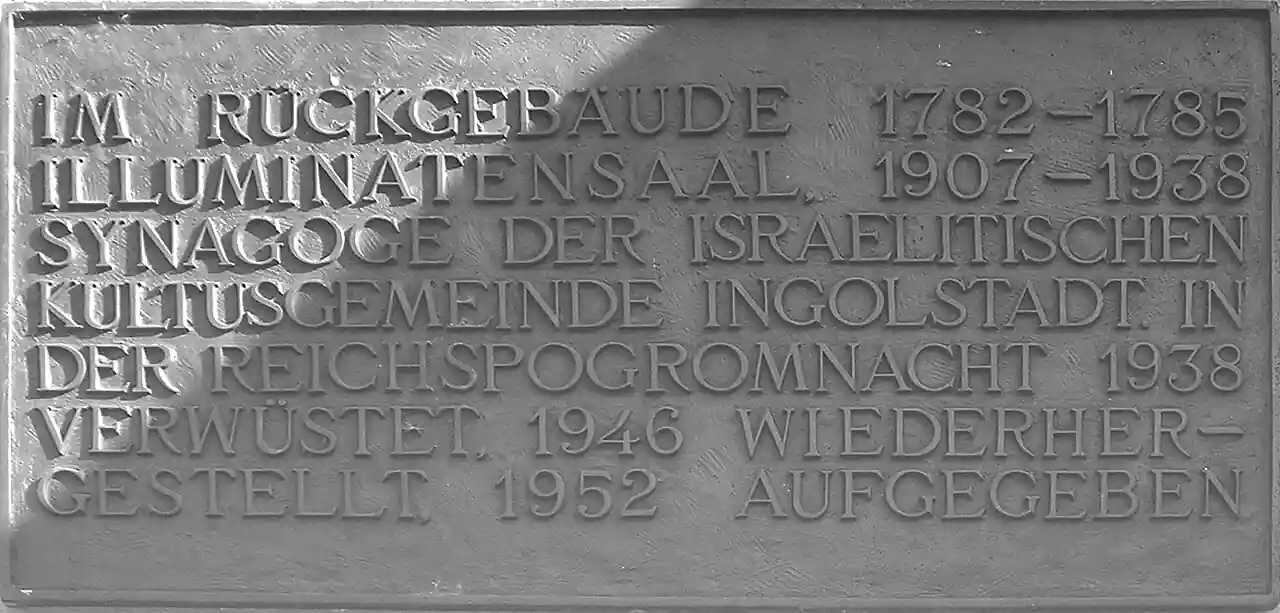 IM RÜCKGEBÄUDE 1782–1785
ILLUMINATENSAAL, 1907–1938
SYNAGOGE DER ISRAELITISCHEN
KULTUSGEMEINDE INGOLSTADT. IN
DER REICHSPOGROMNACHT 1938
VERWÜSTET, 1946 WIEDERHER–
GESTELLT, 1952 AUFGEGEBEN